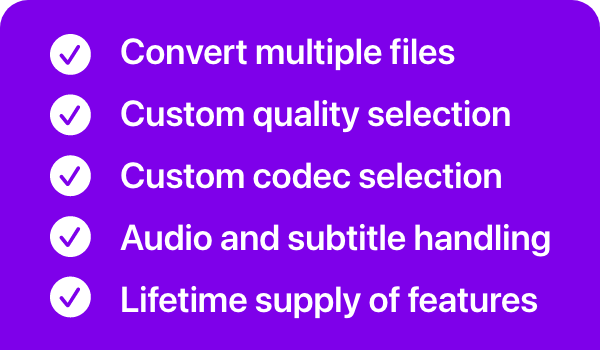 Convert multiple files
Custom quality selection
Custom codec selection
Audio and subtitle handling
Lifetime supply of features